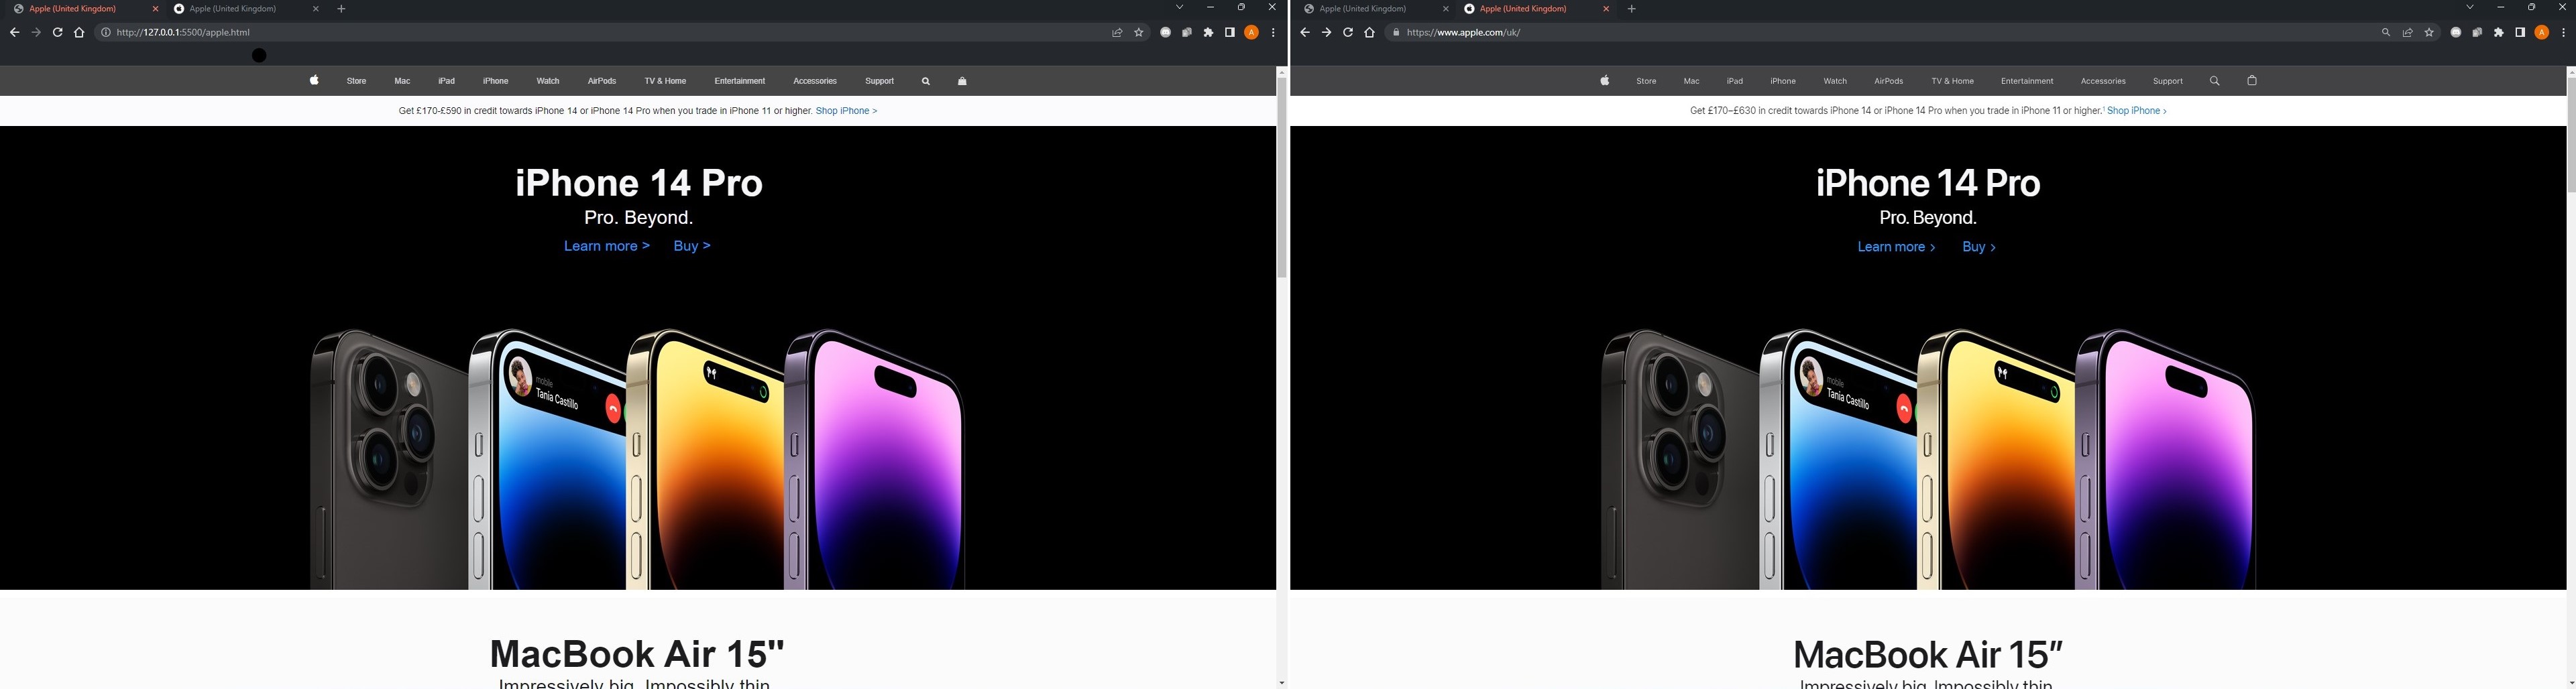 Apple (United Kingdom)
Apple (United Kingdom)
http://127.0.0.1:5500/apple.html
A
Store Mac iPad iPhone Watch AirPods TV & Home Entertainment Accessories Support
Get £170-£590 in credit towards iPhone 14 or iPhone 14 Pro when you trade in iPhone 11 or higher. Shop iPhone >
iPhone 14 Pro
Pro. Beyond.
Learn more > Buy >
mobile
Tania Castillo
MacBook Air 15"
Impressively big. Impossibly thin.
Apple (United Kingdom)
Apple (United Kingdom)
https://www.apple.com/uk/
A
Store Mac iPad iPhone Watch AirPods TV & Home Entertainment Accessories Support
Get £170–£630 in credit towards iPhone 14 or iPhone 14 Pro when you trade in iPhone 11 or higher.¹ Shop iPhone ›
iPhone 14 Pro
Pro. Beyond.
Learn more › Buy ›
mobile
Tania Castillo
MacBook Air 15”
Impressively big. Impossibly thin.